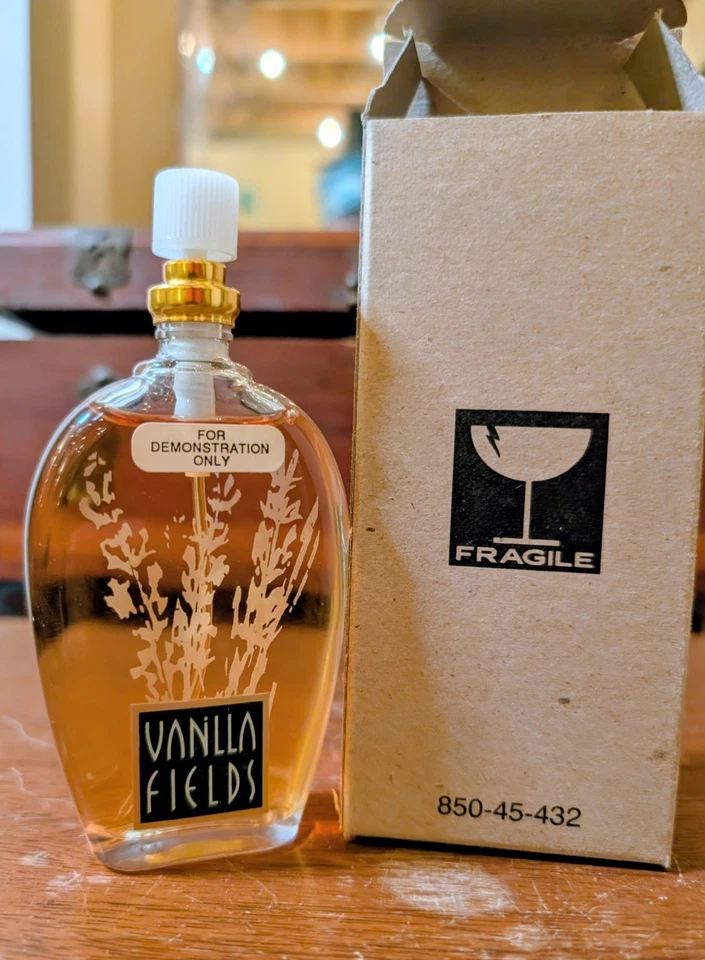 FOR
DEMONSTRATION
ONLY
VANILLA
FIELDS
FRAGILE
850-45-432